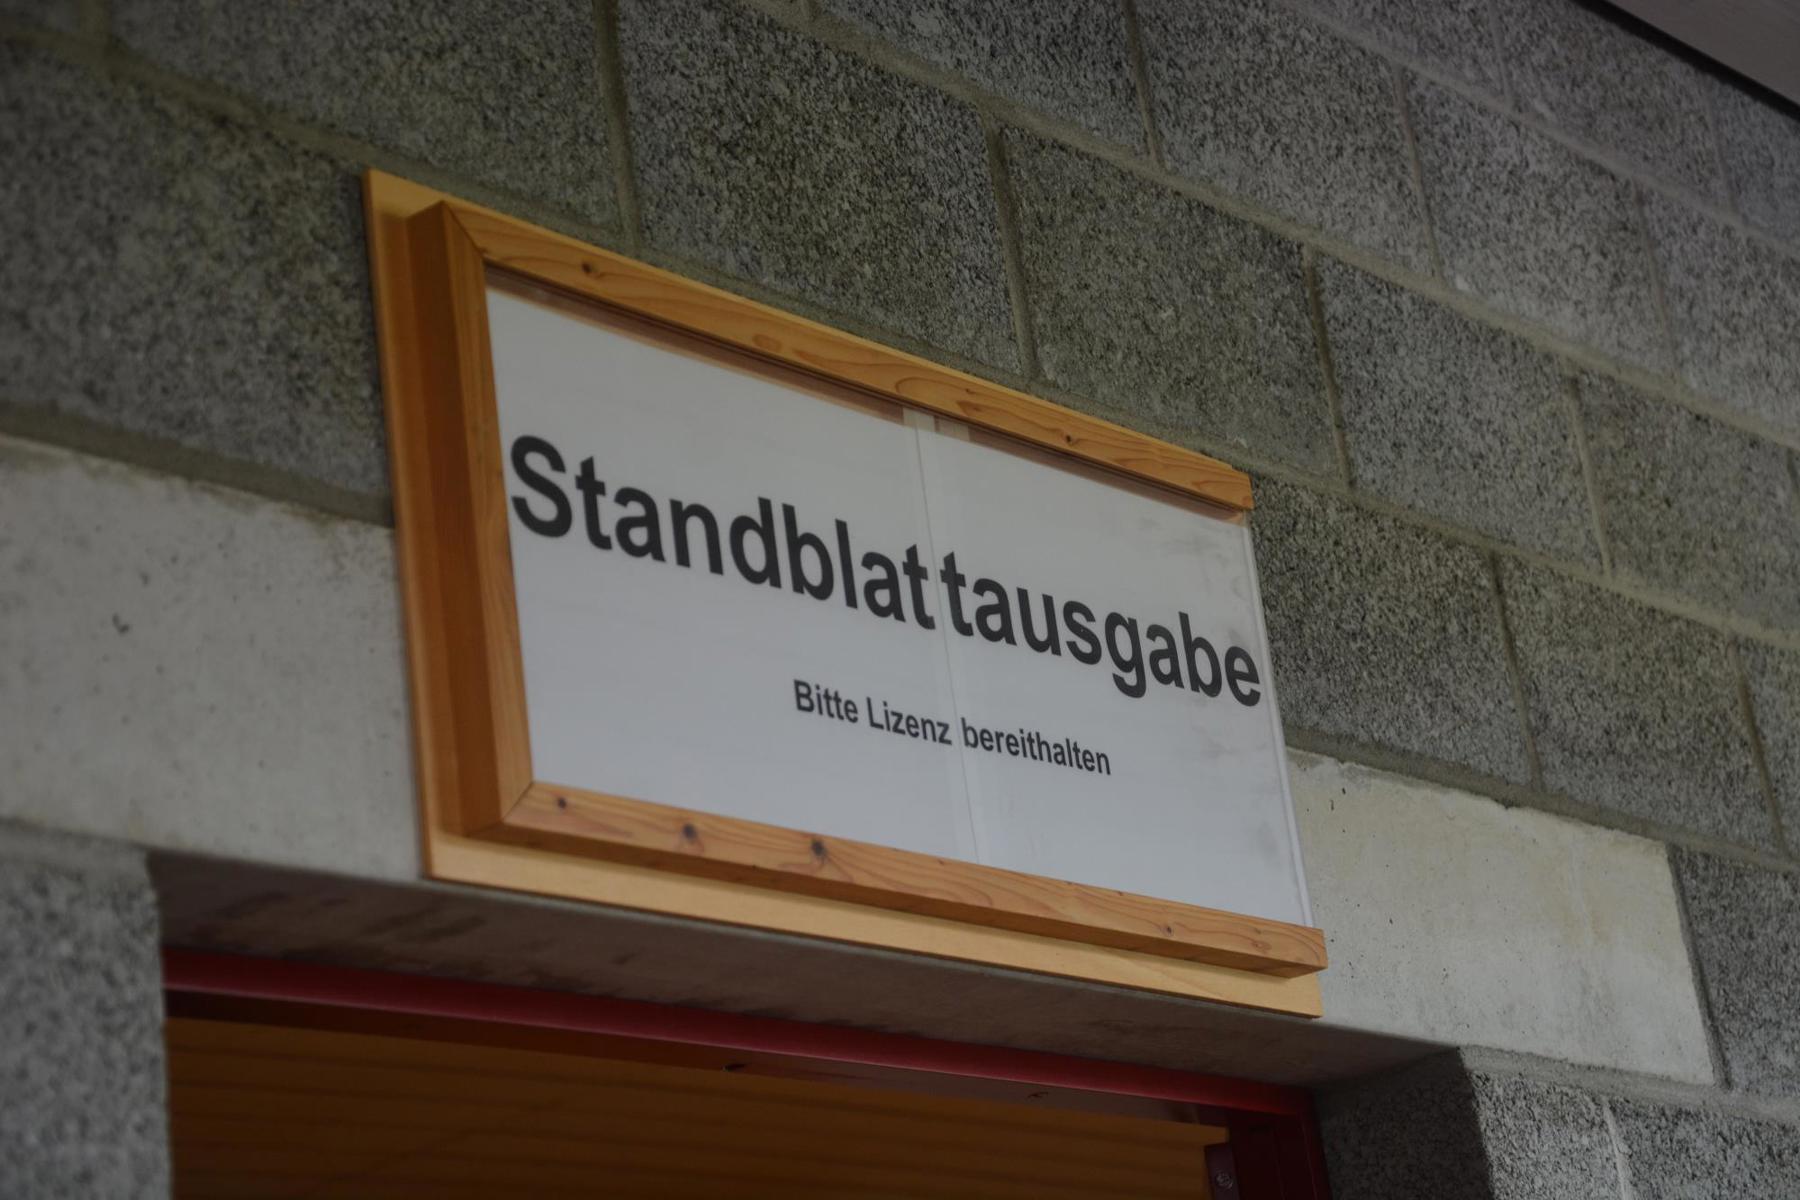 Standblattausgabe
Bitte Lizenz bereithalten